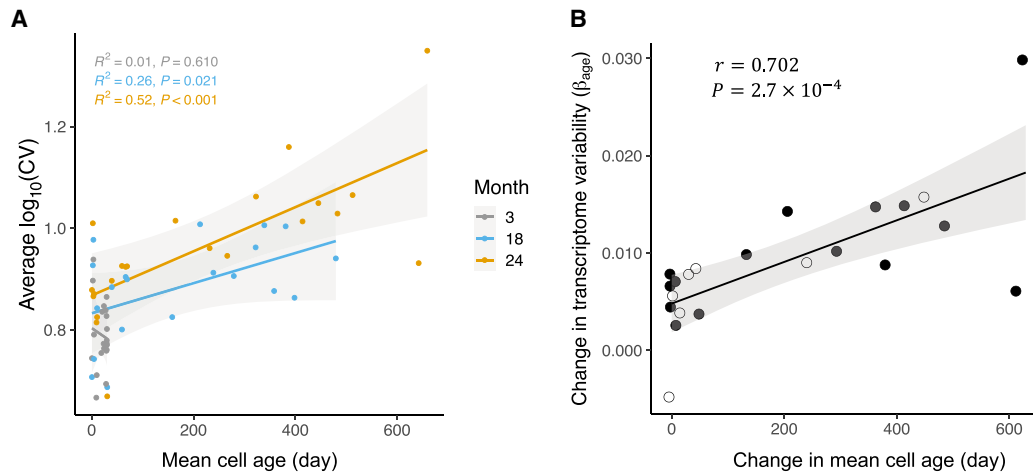 A
R² = 0.01, P = 0.610
R² = 0.26, P = 0.021
R² = 0.52, P < 0.001
1.2
1.0
0.8
Average log₁₀(CV)
0
200
400
600
Mean cell age (day)
Month
3
18
24
B
r = 0.702
P = 2.7 × 10⁻⁴
0.030
0.020
0.010
0.000
Change in transcriptome variability (βage)
0
200
400
600
Change in mean cell age (day)